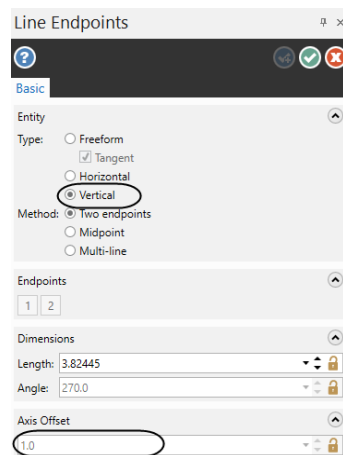 Line Endpoints
Basic
Entity
Type: Freeform
Tangent
Horizontal
Vertical
Method: Two endpoints
Midpoint
Multi-line
Endpoints
1 2
Dimensions
Length: 3.82445
Angle: 270.0
Axis Offset
1.0